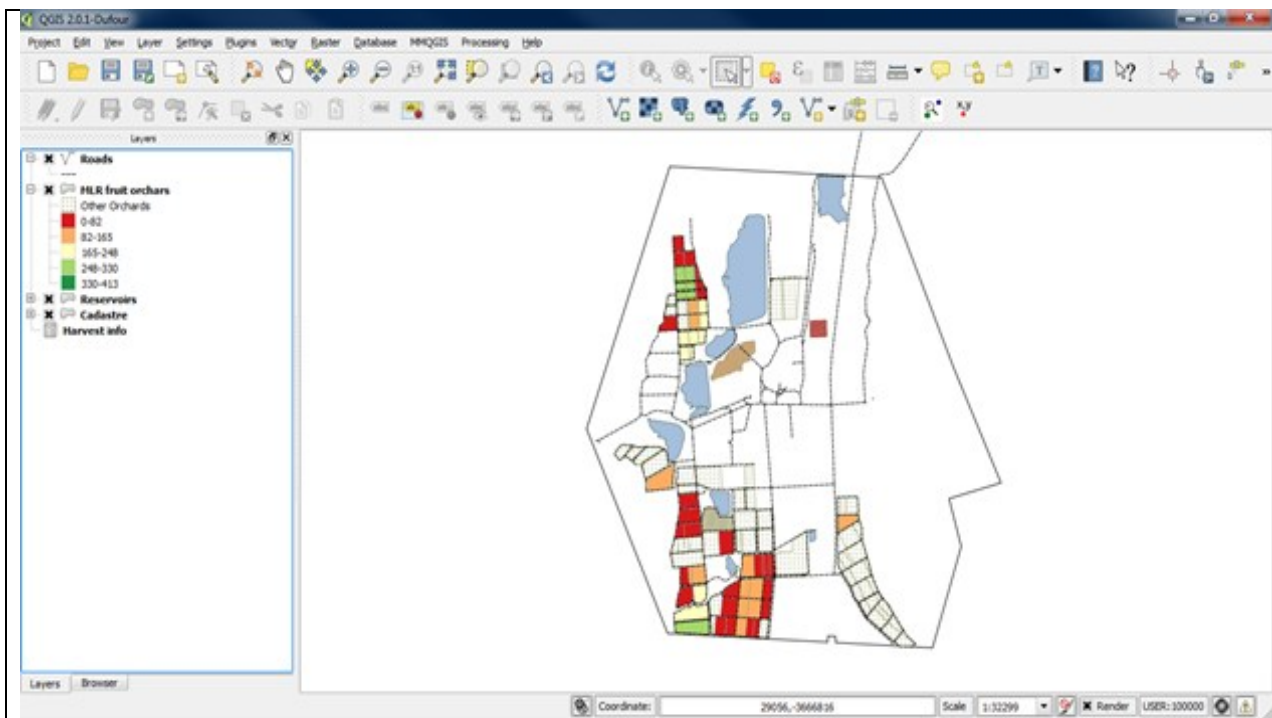 QGIS 2.0.1-Dufour
Project Edit View Layer Settings Plugins Vector Raster Database MMQGIS Processing Help
Layers
Roads
MLR fruit orchars
Other Orchards
0-82
82-165
165-248
248-330
330-413
Reservoirs
Cadastre
Harvest info
Layers Browser
Coordinate: 29056,-3666816 Scale 1:32299 Render USER:100000